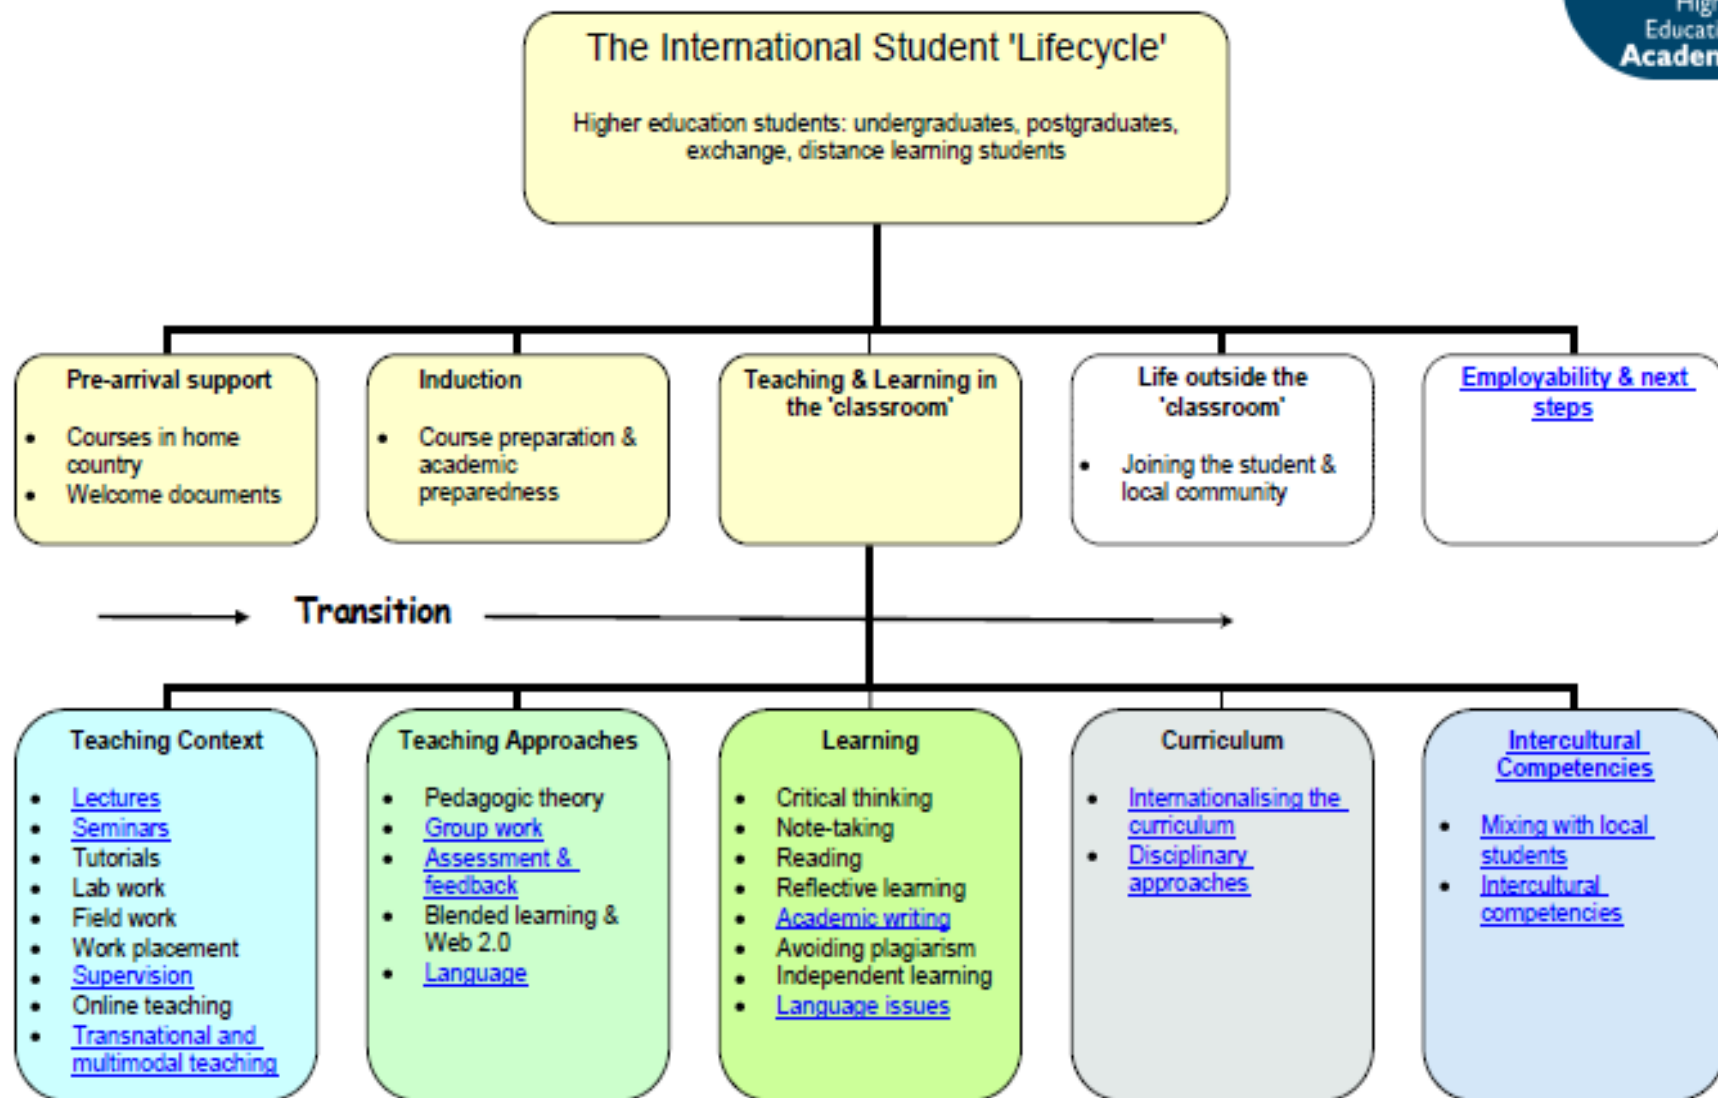 High
Educati
Academ
The International Student 'Lifecycle'
Higher education students: undergraduates, postgraduates,
exchange, distance learning students
Pre-arrival support
• Courses in home
country
• Welcome documents
Induction
• Course preparation &
academic
preparedness
Teaching & Learning in
the 'classroom'
Life outside the
'classroom'
• Joining the student &
local community
Employability & next
steps
Transition
Teaching Context
• Lectures
• Seminars
• Tutorials
• Lab work
• Field work
• Work placement
• Supervision
• Online teaching
• Transnational and
multimodal teaching
Teaching Approaches
• Pedagogic theory
• Group work
• Assessment &
feedback
• Blended learning &
Web 2.0
• Language
Learning
• Critical thinking
• Note-taking
• Reading
• Reflective learning
• Academic writing
• Avoiding plagiarism
• Independent learning
• Language issues
Curriculum
• Internationalising the
curriculum
• Disciplinary
approaches
Intercultural
Competencies
• Mixing with local
students
• Intercultural
competencies